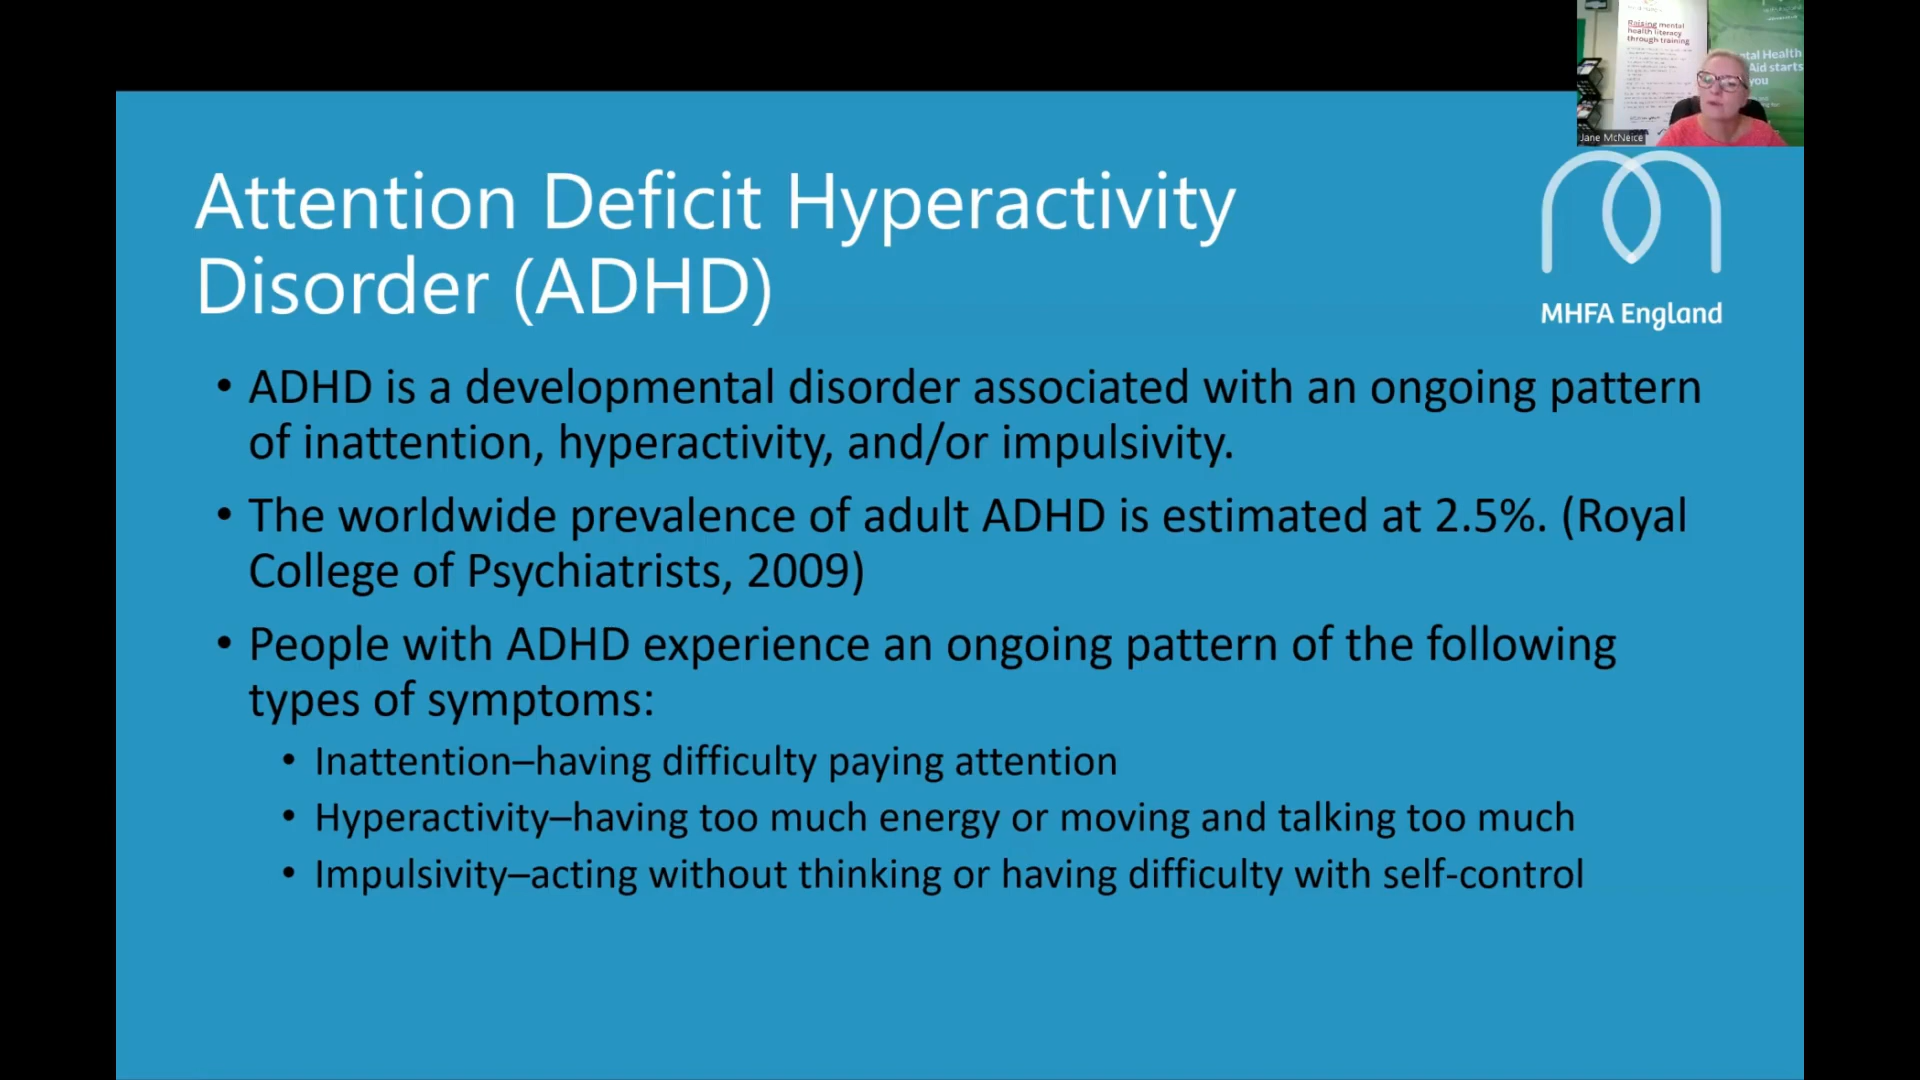 Raising mental
health literacy
through training
tal Health
Aid starts
you
Jane McNeice
Attention Deficit Hyperactivity
Disorder (ADHD)
MHFA England
• ADHD is a developmental disorder associated with an ongoing pattern
of inattention, hyperactivity, and/or impulsivity.
• The worldwide prevalence of adult ADHD is estimated at 2.5%. (Royal
College of Psychiatrists, 2009)
• People with ADHD experience an ongoing pattern of the following
types of symptoms:
• Inattention–having difficulty paying attention
• Hyperactivity–having too much energy or moving and talking too much
• Impulsivity–acting without thinking or having difficulty with self-control